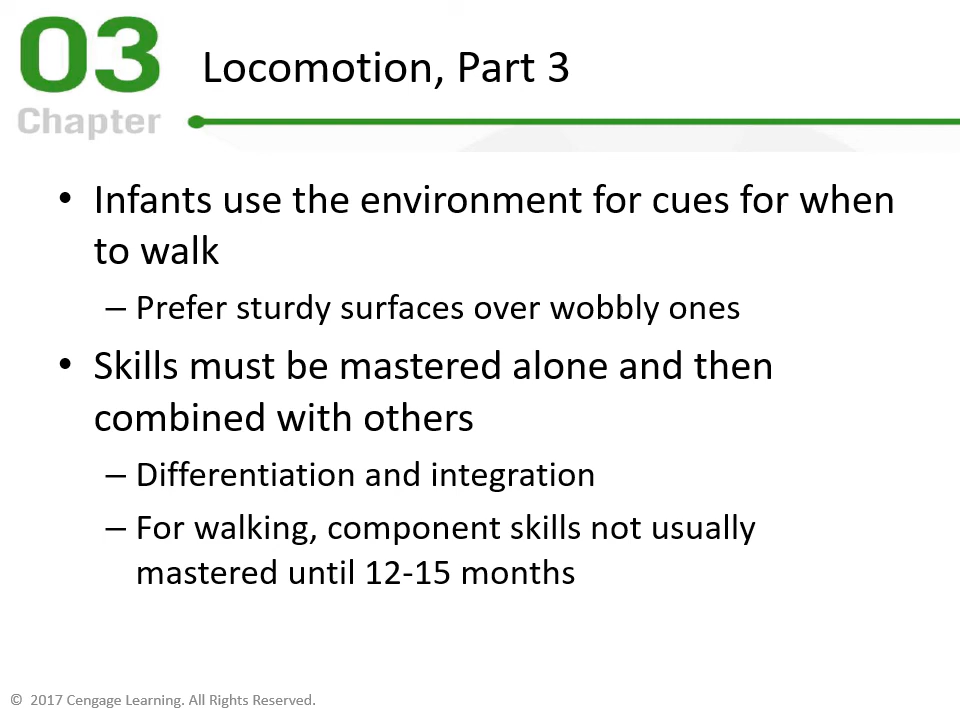 03
Chapter
Locomotion, Part 3
• Infants use the environment for cues for when
to walk
– Prefer sturdy surfaces over wobbly ones
• Skills must be mastered alone and then
combined with others
– Differentiation and integration
– For walking, component skills not usually
mastered until 12-15 months
© 2017 Cengage Learning. All Rights Reserved.